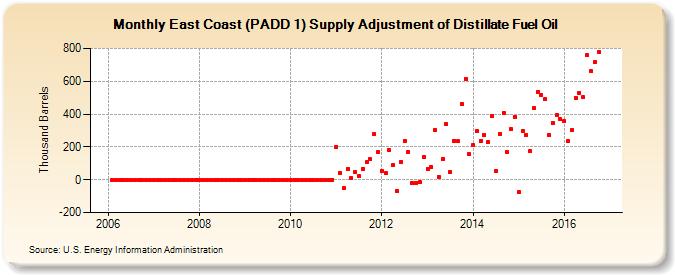 Monthly East Coast (PADD 1) Supply Adjustment of Distillate Fuel Oil
Thousand Barrels
800
600
400
200
0
-200
2006 2008 2010 2012 2014 2016
Source: U.S. Energy Information Administration